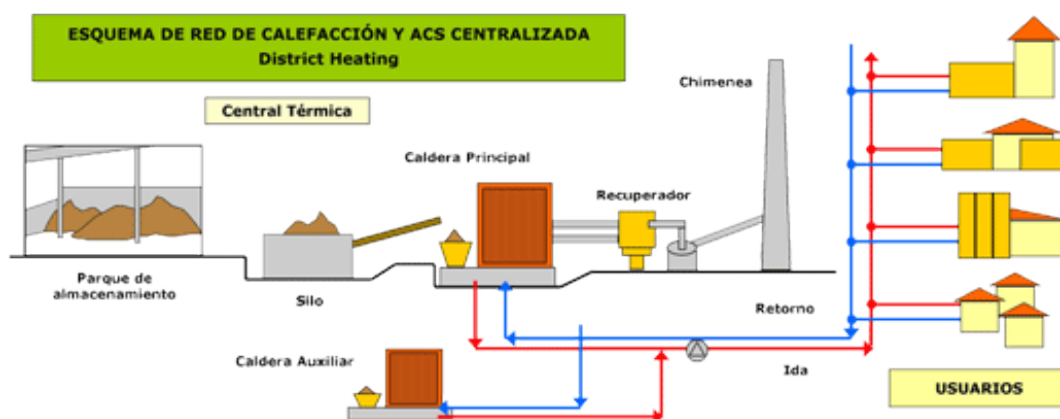 ESQUEMA DE RED DE CALEFACCIÓN Y ACS CENTRALIZADA
District Heating
Central Térmica
Chimenea
Caldera Principal
Recuperador
Parque de
almacenamiento
Silo
Retorno
Caldera Auxiliar
Ida
USUARIOS